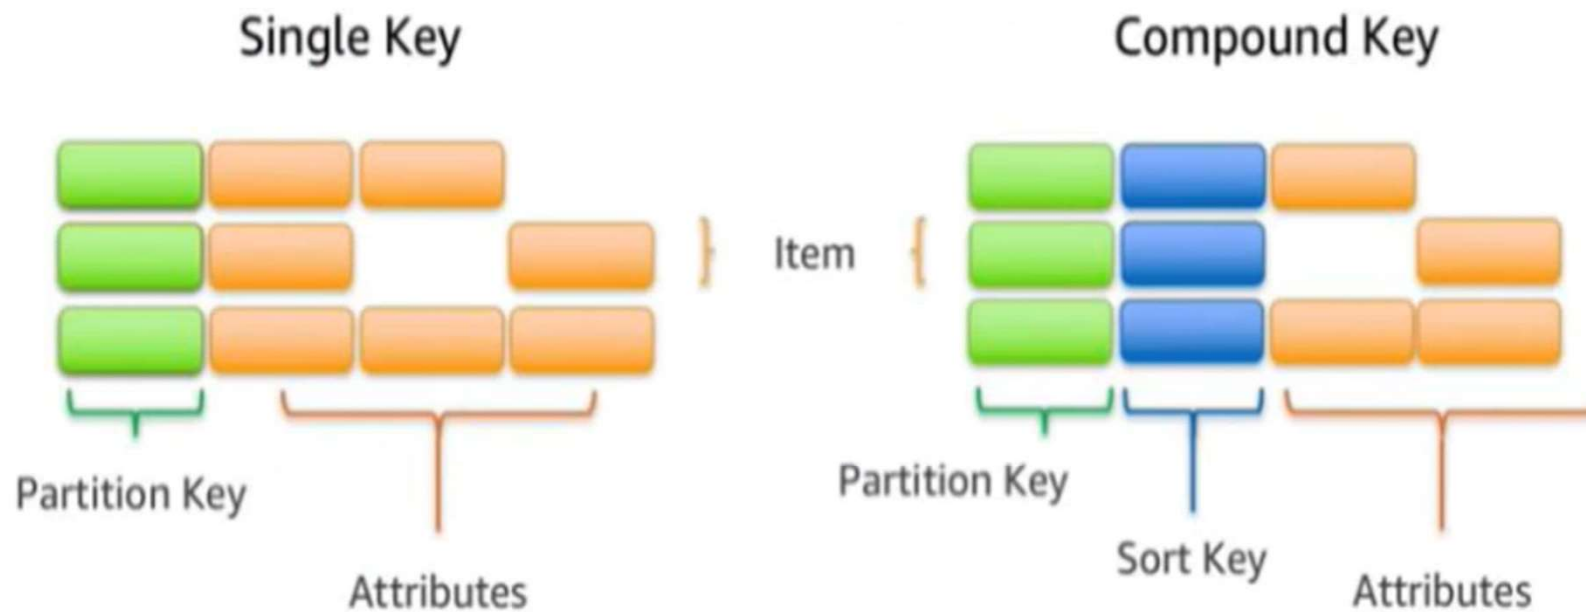 Single Key
Compound Key
Item
Partition Key
Attributes
Partition Key
Sort Key
Attributes